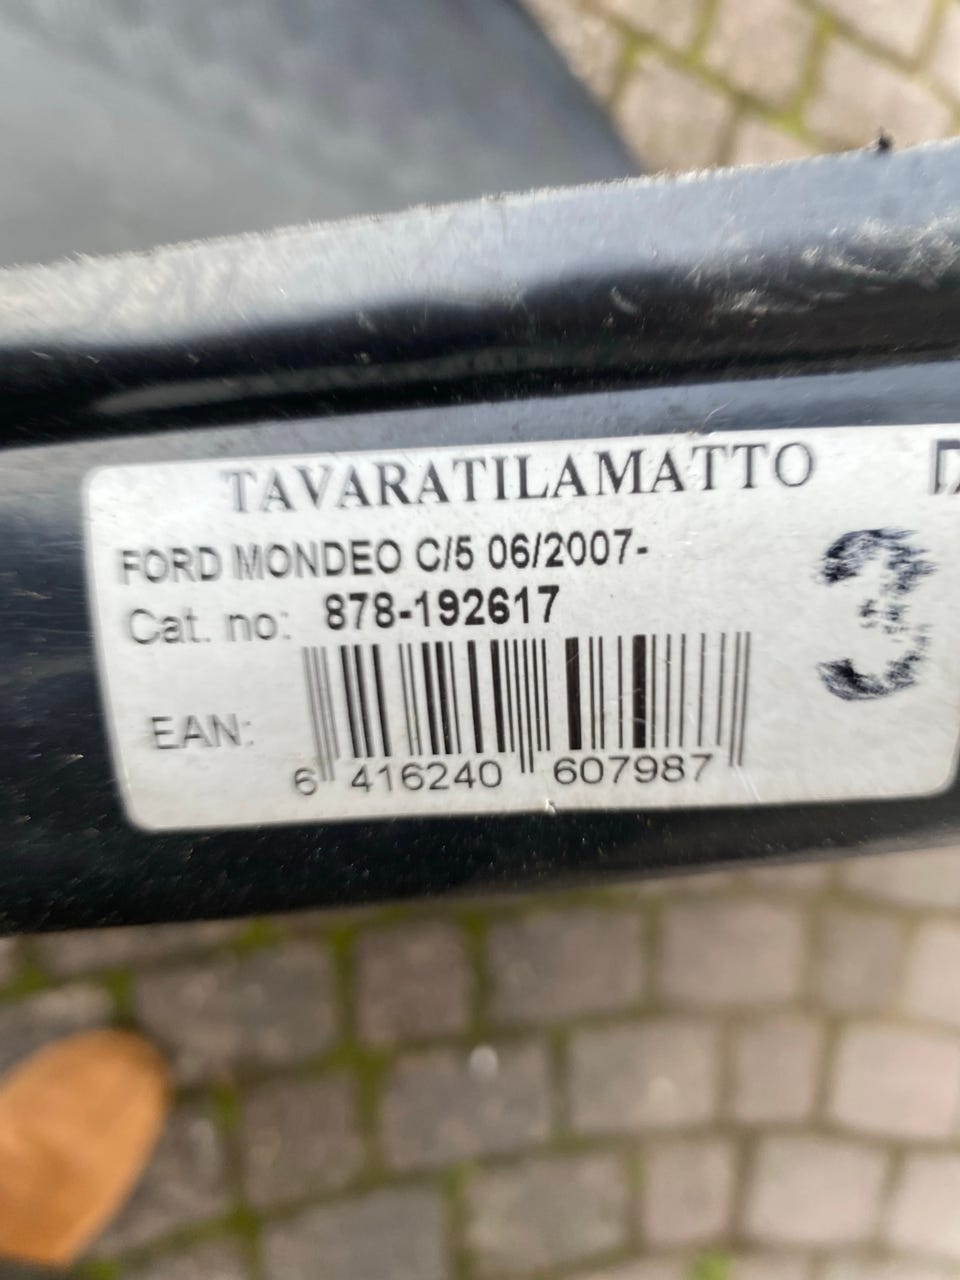 TAVARATILAMATTO
FORD MONDEO C/5 06/2007-
Cat. no: 878-192617
3
EAN:
6 416240 607987